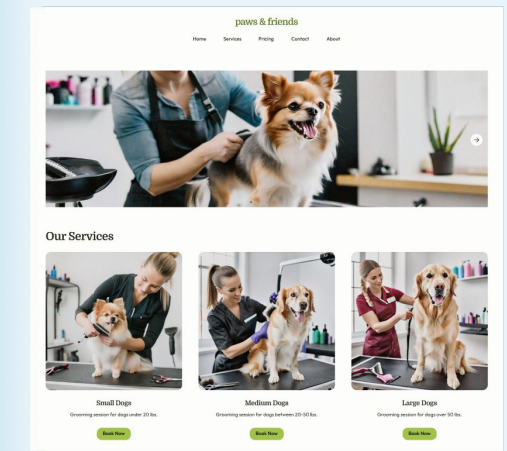 paws & friends
Home Services Pricing Contact About
Our Services
Small Dogs Medium Dogs Large Dogs
Grooming session for dogs under 20 lbs. Grooming session for dogs between 20-50 lbs. Grooming session for dogs over 50 lbs.
Book Now Book Now Book Now